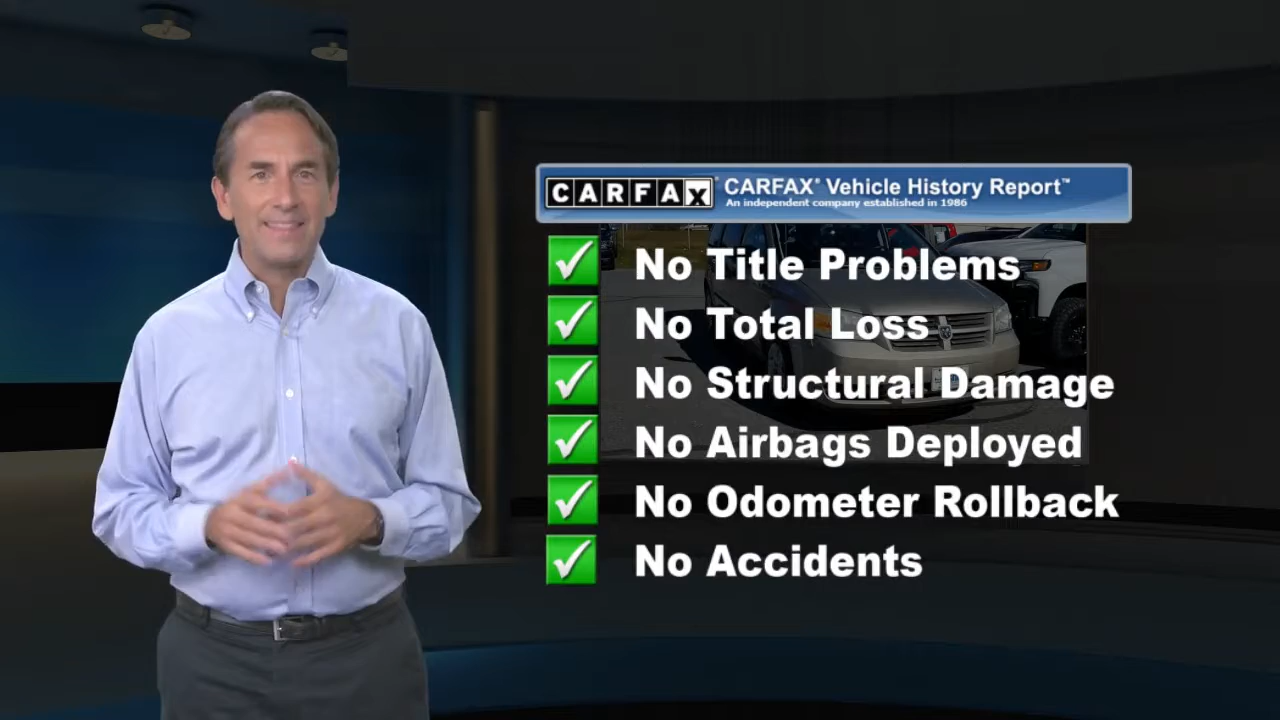 CARFAX® CARFAX® Vehicle History Report™
An independent company established in 1986
No Title Problems
No Total Loss
No Structural Damage
No Airbags Deployed
No Odometer Rollback
No Accidents